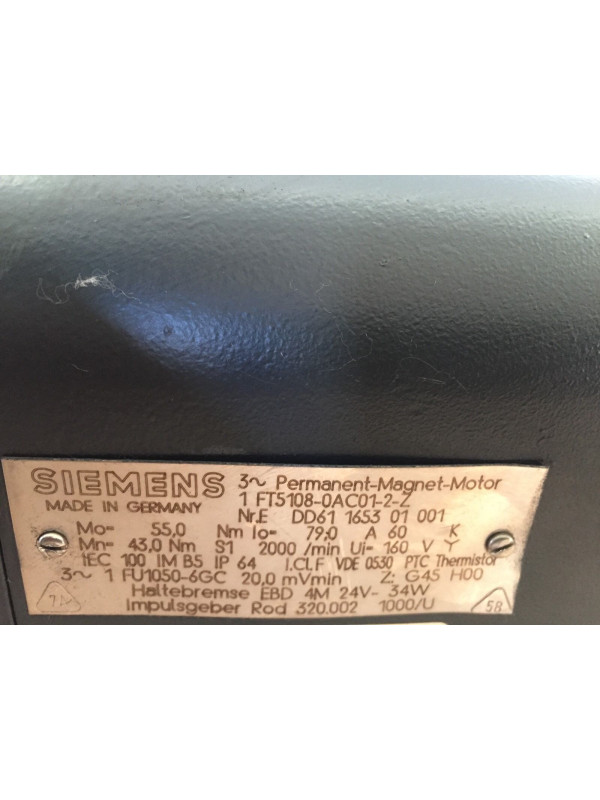 SIEMENS 3~ Permanent-Magnet-Motor
MADE IN GERMANY 1 FT5108-0AC01-2-Z
Nr.E DD61 1653 01 001
Mo= 55,0 Nm Io= 79,0 A 60 K
Mn= 43,0 Nm S1 2000 /min Ui= 160 V Y
IEC 100 IM B5 IP 64 I.CL.F VDE 0530 PTC Thermistor
3~ 1 FU1050-6GC 20,0 mVmin Z: G45 H00
Haltebremse EBD 4M 24V- 34W
Impulsgeber Rod 320.002 1000/U
58